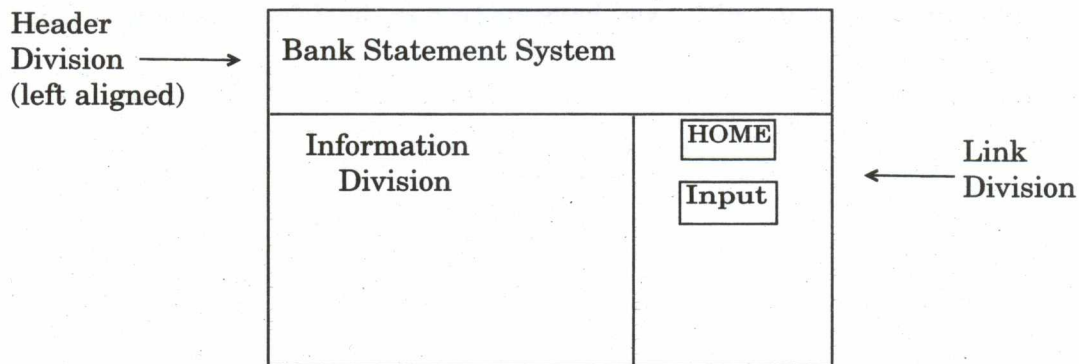 Header
Division
(left aligned)
Bank Statement System
Information
Division
HOME
Input
Link
Division